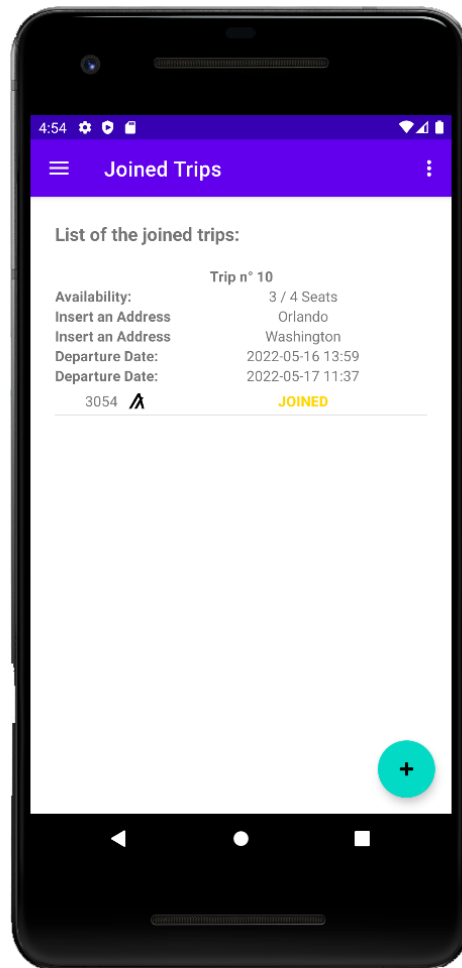 4:54
Joined Trips
List of the joined trips:
Trip n° 10
Availability: 3 / 4 Seats
Insert an Address Orlando
Insert an Address Washington
Departure Date: 2022-05-16 13:59
Departure Date: 2022-05-17 11:37
3054 JOINED
+